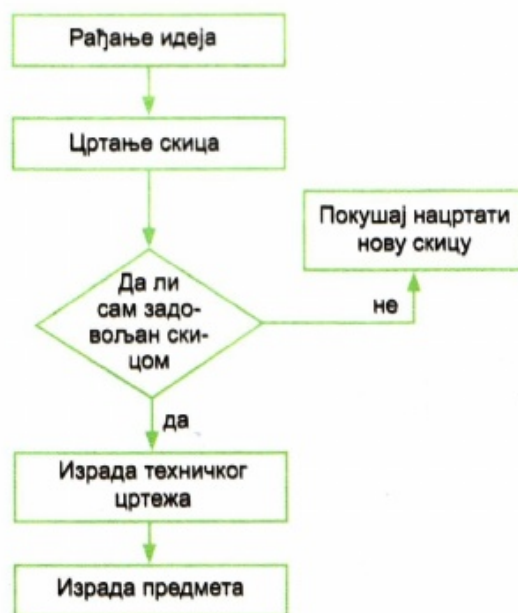 Рађање идеја
Цртање скица
Покушај нацртати
нову скицу
Да ли
сам задо-
вољан ски-
цом
не
да
Израда техничког
цртежа
Израда предмета